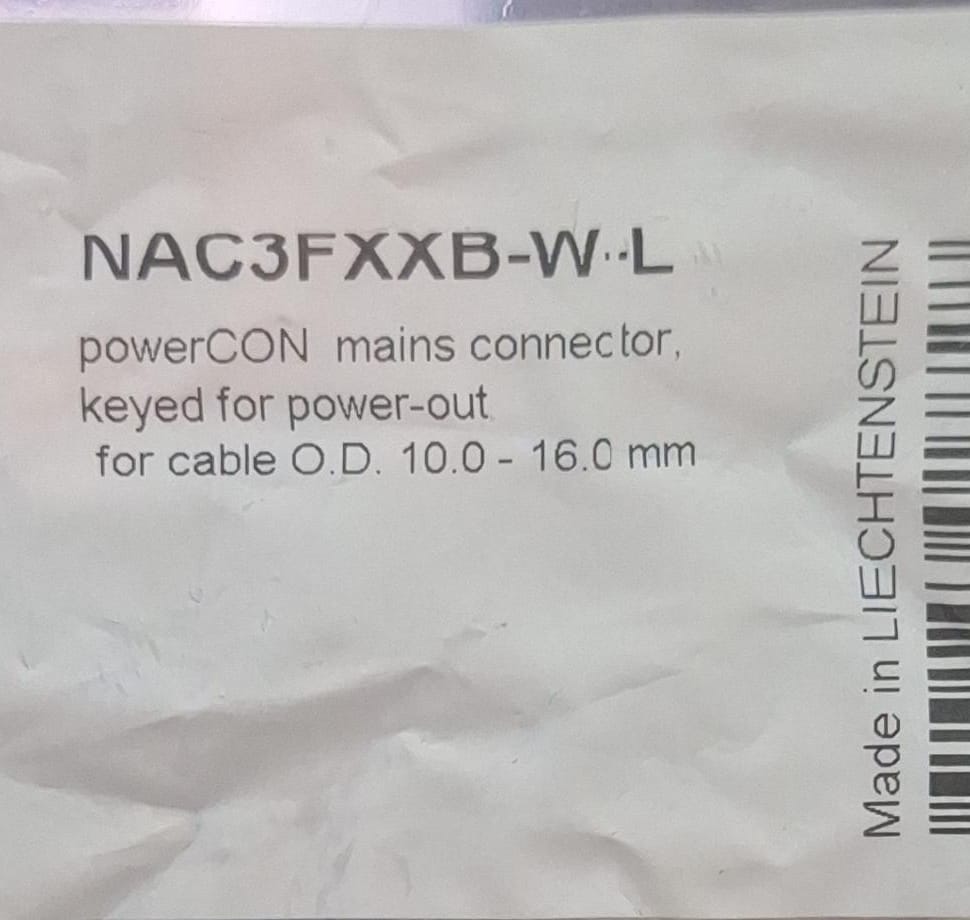 NAC3FXXB-W-L
powerCON mains connector,
keyed for power-out
for cable O.D. 10.0 - 16.0 mm
Made in LIECHTENSTEIN